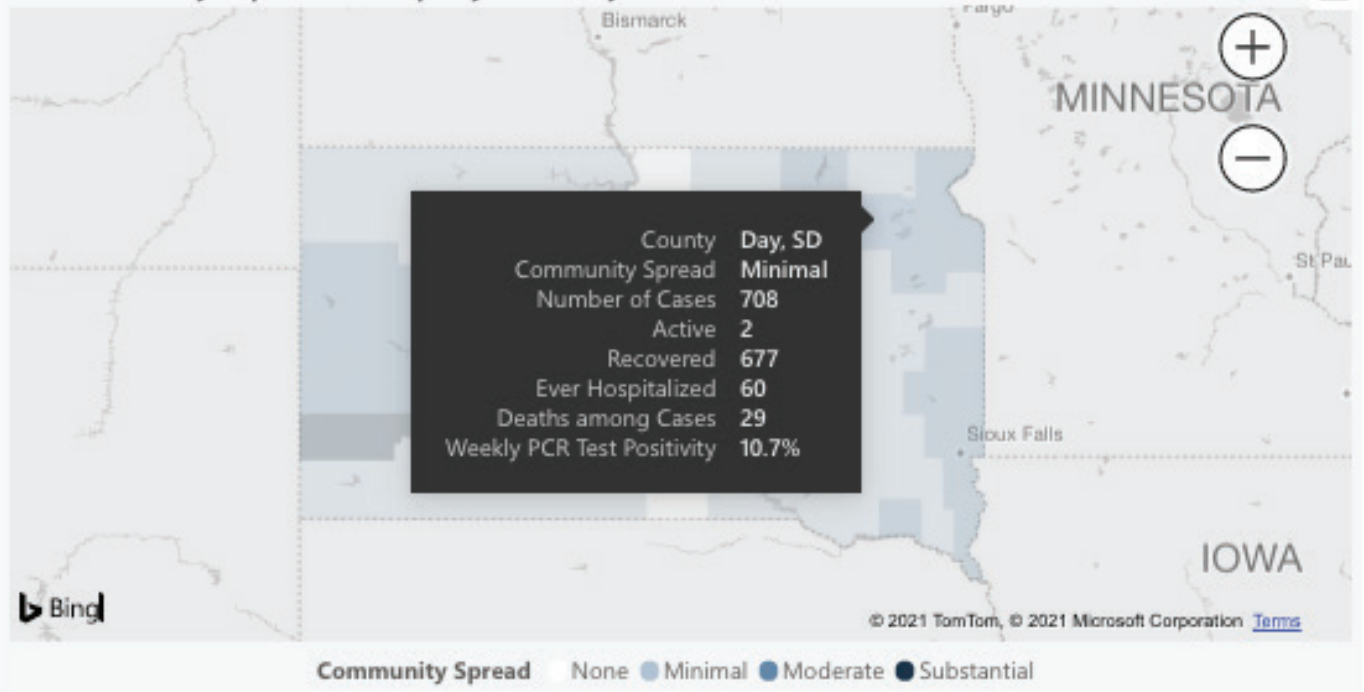 Bismarck
Fargo
MINNESOTA
County Day, SD
Community Spread Minimal
Number of Cases 708
Active 2
Recovered 677
Ever Hospitalized 60
Deaths among Cases 29
Weekly PCR Test Positivity 10.7%
St Pau
Sioux Falls
IOWA
Bing
© 2021 TomTom, © 2021 Microsoft Corporation Terms
Community Spread None Minimal Moderate Substantial